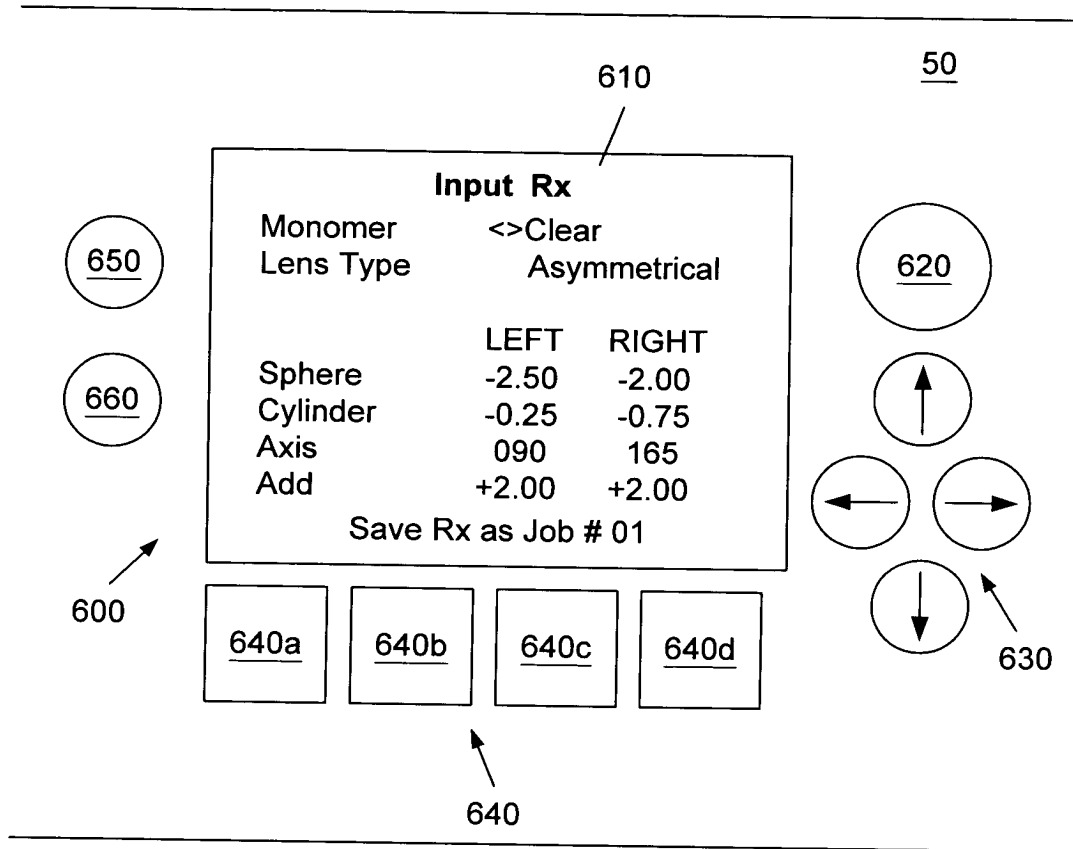 50
610
Input Rx
Monomer <>Clear
Lens Type Asymmetrical
LEFT RIGHT
Sphere -2.50 -2.00
Cylinder -0.25 -0.75
Axis 090 165
Add +2.00 +2.00
Save Rx as Job # 01
650
660
620
600
630
640a 640b 640c 640d
640